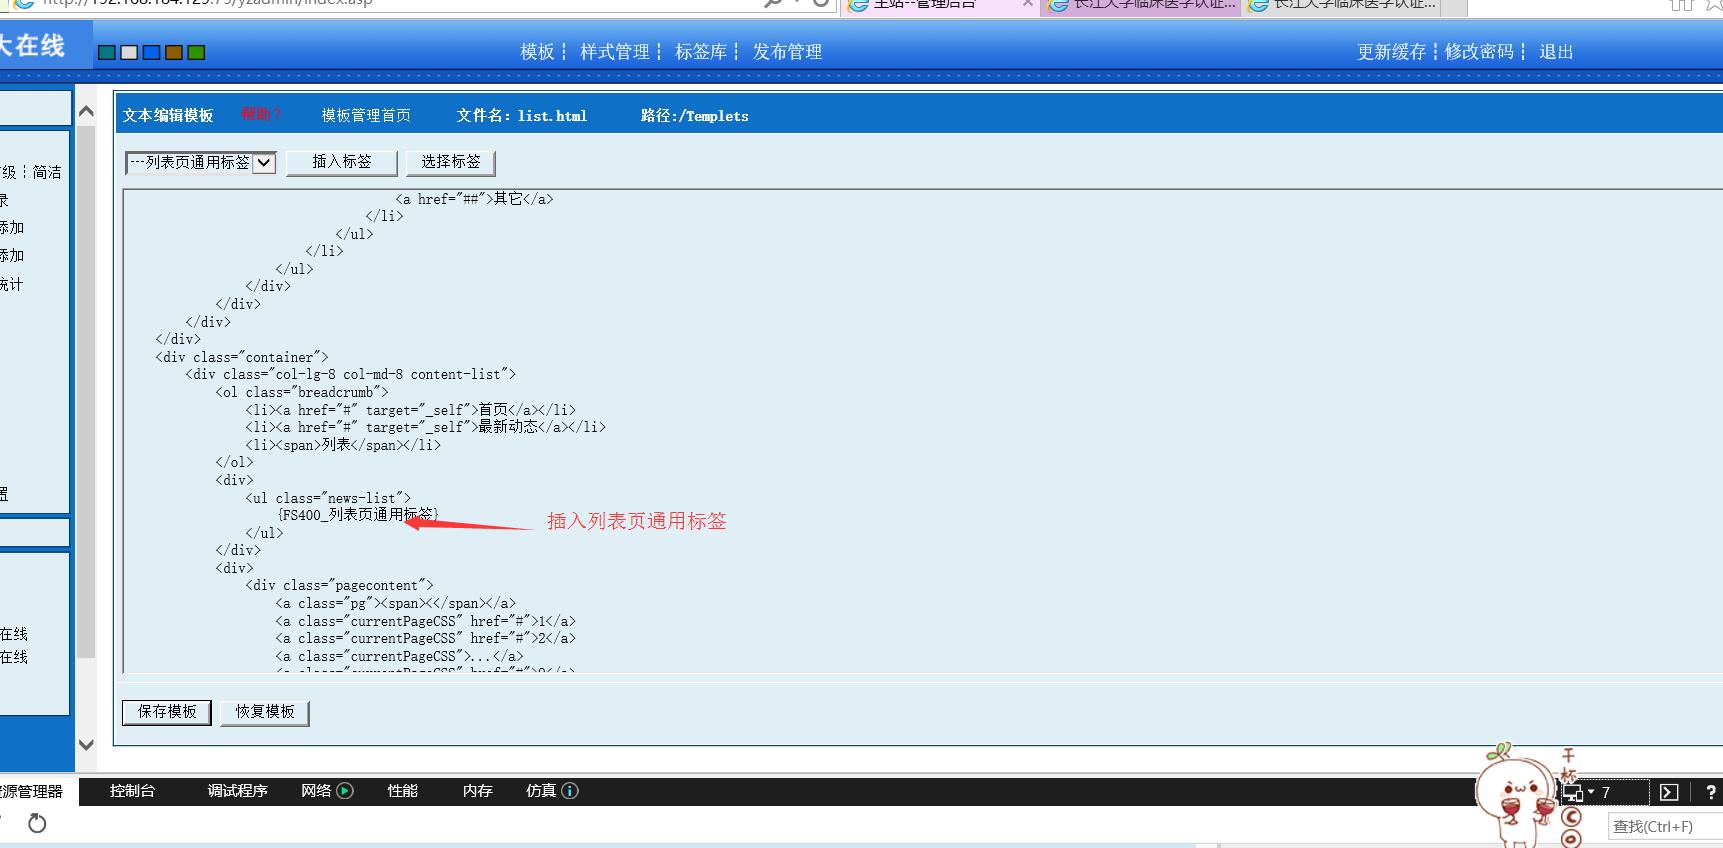 http://192.168.184.129:75/yzadmin/index.asp
主站--管理后台
长江大学临床医学认证...
长江大学临床医学认证...
大在线
模板┆ 样式管理┆ 标签库┆ 发布管理
更新缓存┆修改密码┆ 退出
文本编辑模板 帮助? 模板管理首页 文件名：list.html 路径:/Templets
---列表页通用标签 插入标签 选择标签
级┆简洁
录
添加
添加
统计
置
在线
在线
<a href="##">其它</a>
</li>
</ul>
</li>
</ul>
</div>
</div>
</div>
</div>
<div class="container">
<div class="col-lg-8 col-md-8 content-list">
<ol class="breadcrumb">
<li><a href="#" target="_self">首页</a></li>
<li><a href="#" target="_self">最新动态</a></li>
<li><span>列表</span></li>
</ol>
<div>
<ul class="news-list">
{FS400_列表页通用标签}
插入列表页通用标签
</ul>
</div>
<div>
<div class="pagecontent">
<a class="pg"><span><</span></a>
<a class="currentPageCSS" href="#">1</a>
<a class="currentPageCSS" href="#">2</a>
<a class="currentPageCSS">...</a>
保存模板 恢复模板
资源管理器 控制台 调试程序 网络 性能 内存 仿真 7 ?
干杯
查找(Ctrl+F)